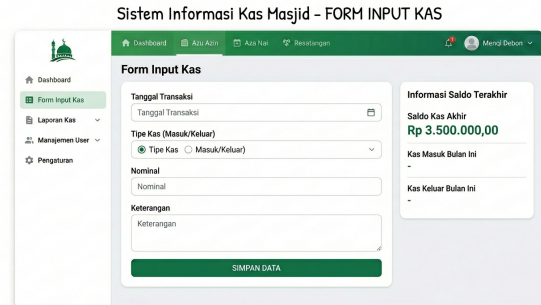 Sistem Informasi Kas Masjid - FORM INPUT KAS
Dashboard
Azu Azin
Aza Nai
Resatangan
Menql Debon
Dashboard
Form Input Kas
Laporan Kas
Manajemen User
Pengaturan
Form Input Kas
Tanggal Transaksi
Tanggal Transaksi
Tipe Kas (Masuk/Keluar)
Tipe Kas
Masuk/Keluar)
Nominal
Nominal
Keterangan
Keterangan
SIMPAN DATA
Informasi Saldo Terakhir
Saldo Kas Akhir
Rp 3.500.000,00
Kas Masuk Bulan Ini
-
Kas Keluar Bulan Ini
-